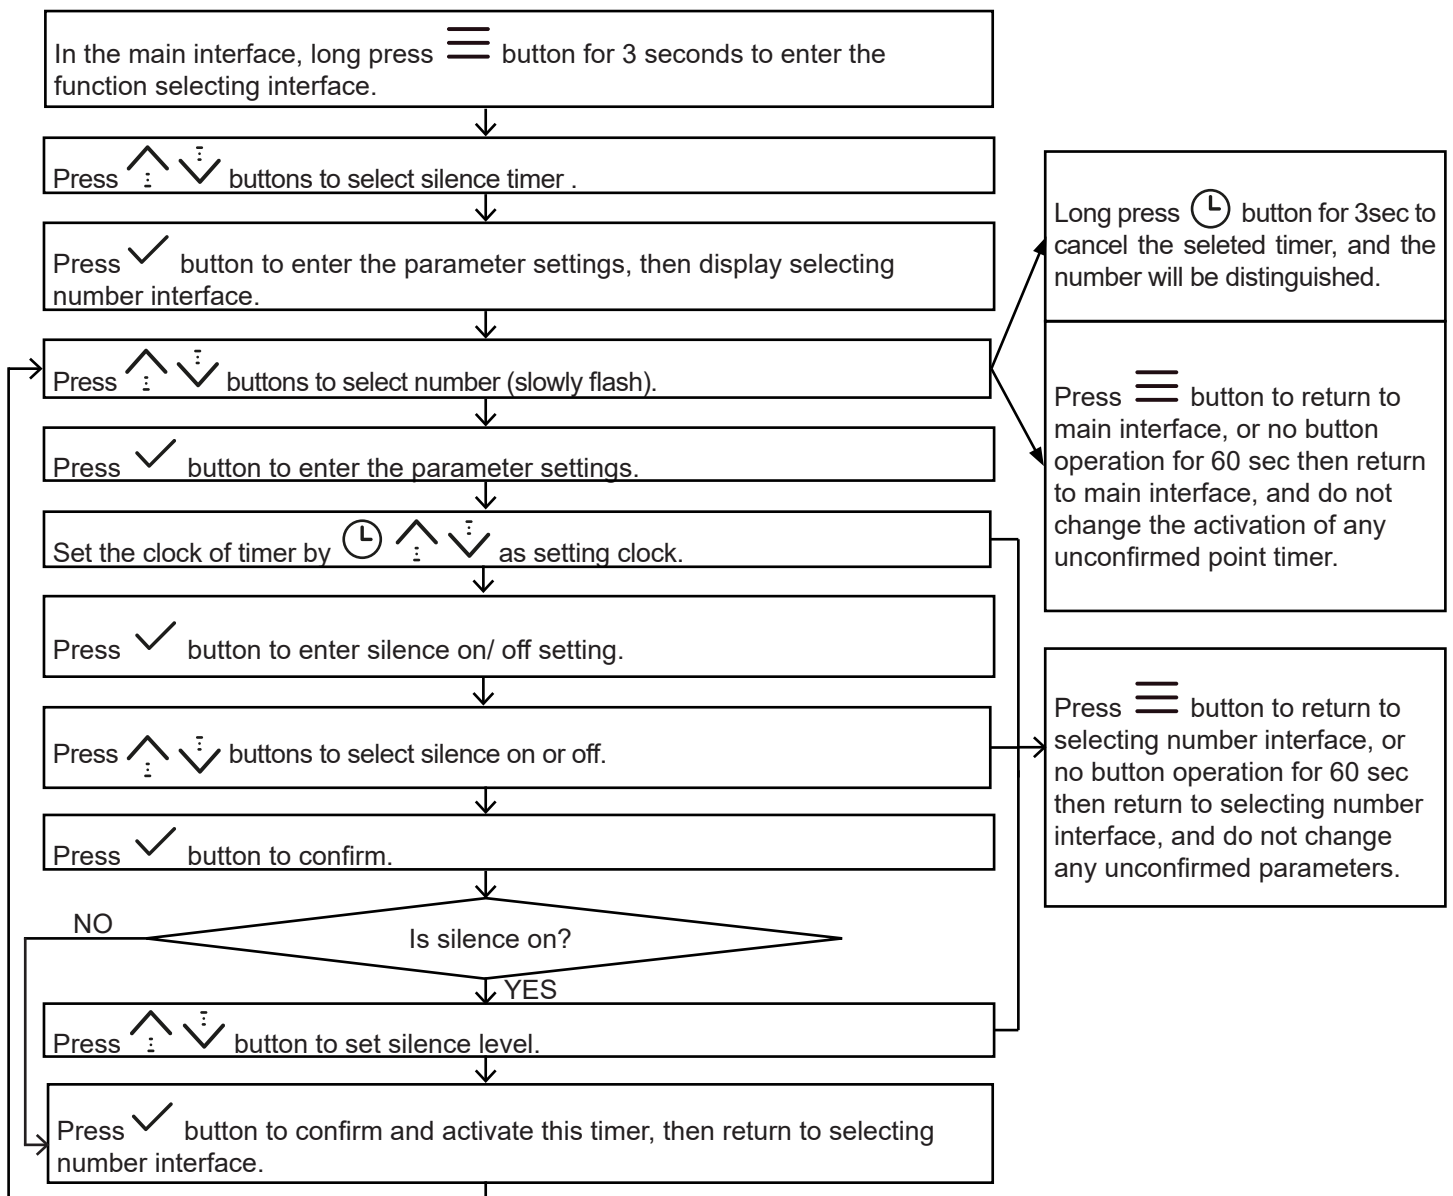 In the main interface, long press button for 3 seconds to enter the
function selecting interface.
Press buttons to select silence timer .
Press button to enter the parameter settings, then display selecting
number interface.
Press buttons to select number (slowly flash).
Press button to enter the parameter settings.
Set the clock of timer by as setting clock.
Press button to enter silence on/ off setting.
Press buttons to select silence on or off.
Press button to confirm.
Is silence on?
NO
YES
Press button to set silence level.
Press button to confirm and activate this timer, then return to selecting
number interface.
Long press button for 3sec to
cancel the seleted timer, and the
number will be distinguished.
Press button to return to
main interface, or no button
operation for 60 sec then return
to main interface, and do not
change the activation of any
unconfirmed point timer.
Press button to return to
selecting number interface, or
no button operation for 60 sec
then return to selecting number
interface, and do not change
any unconfirmed parameters.